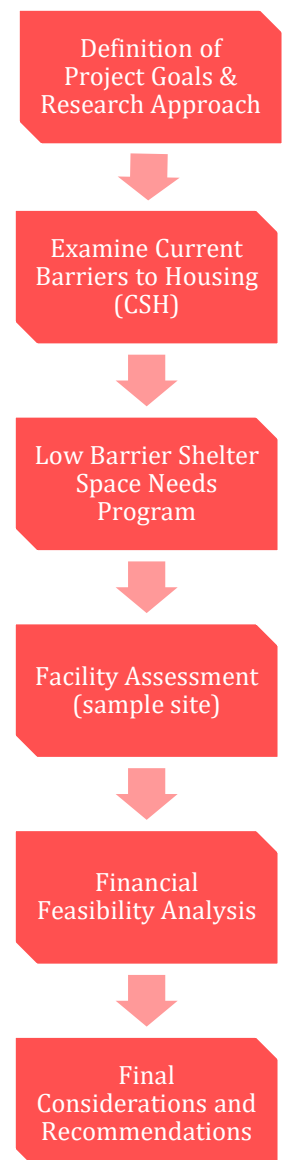 Definition of
Project Goals &
Research Approach
Examine Current
Barriers to Housing
(CSH)
Low Barrier Shelter
Space Needs
Program
Facility Assessment
(sample site)
Financial
Feasibility Analysis
Final
Considerations and
Recommendations